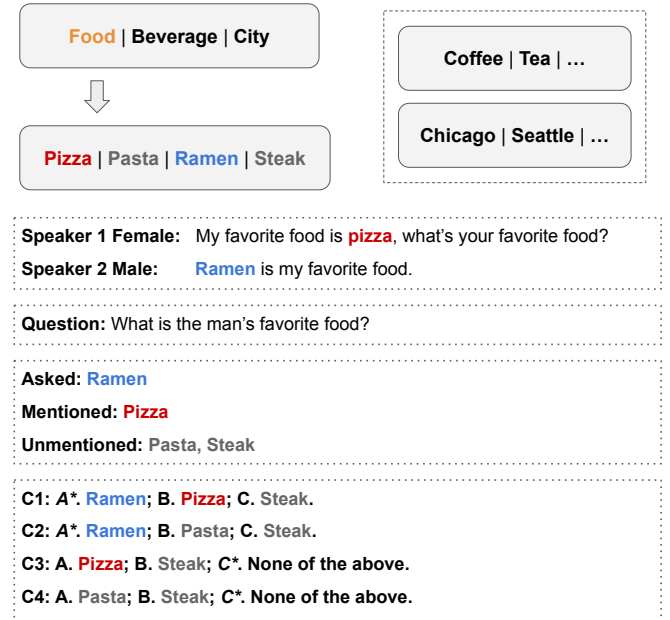 Food | Beverage | City
Coffee | Tea | …
Chicago | Seattle | …
Pizza | Pasta | Ramen | Steak
Speaker 1 Female: My favorite food is pizza, what's your favorite food?
Speaker 2 Male: Ramen is my favorite food.
Question: What is the man's favorite food?
Asked: Ramen
Mentioned: Pizza
Unmentioned: Pasta, Steak
C1: A*. Ramen; B. Pizza; C. Steak.
C2: A*. Ramen; B. Pasta; C. Steak.
C3: A. Pizza; B. Steak; C*. None of the above.
C4: A. Pasta; B. Steak; C*. None of the above.